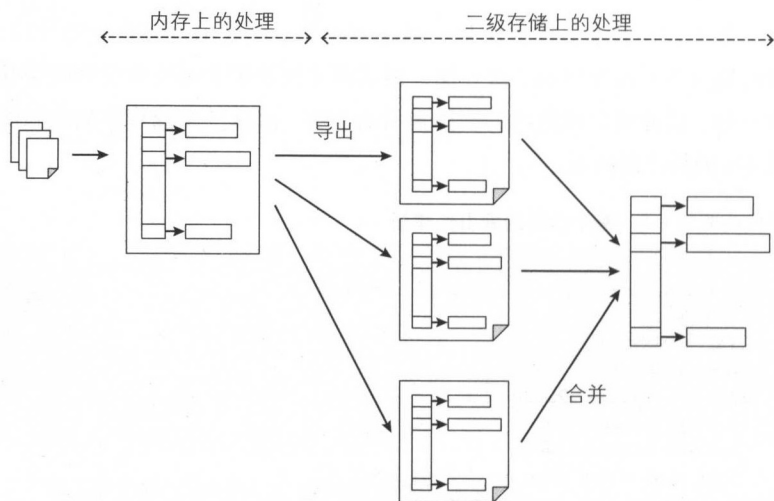 内存上的处理
二级存储上的处理
导出
合并